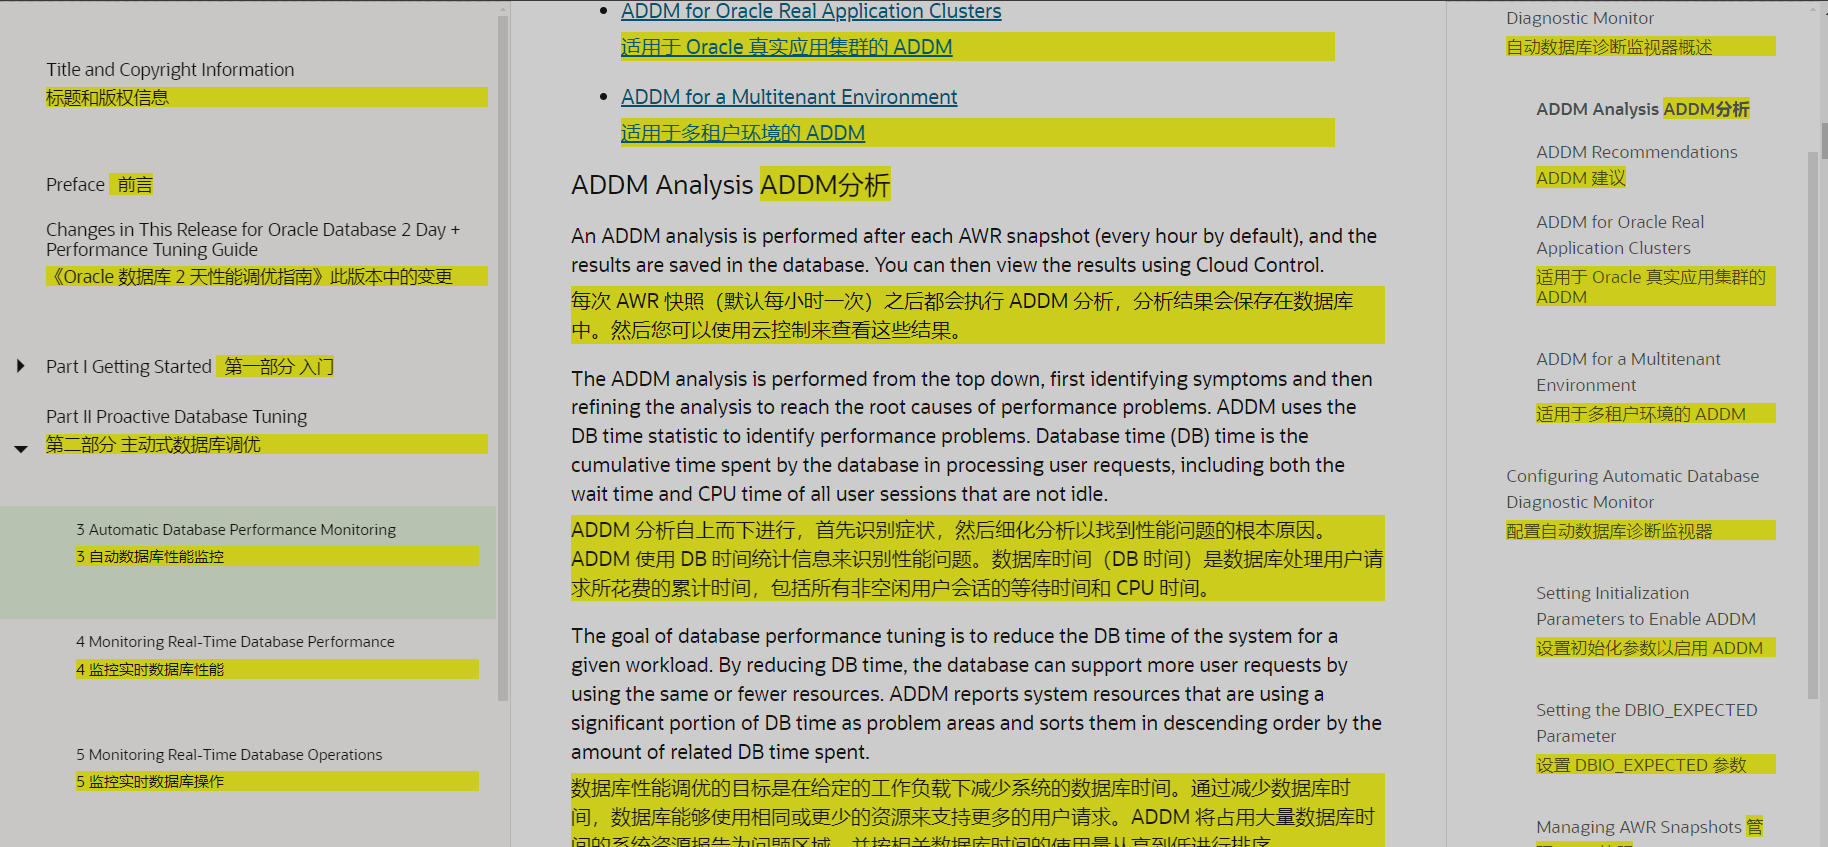 Title and Copyright Information
标题和版权信息
Preface 前言
Changes in This Release for Oracle Database 2 Day +
Performance Tuning Guide
《Oracle 数据库 2 天性能调优指南》此版本中的变更
Part I Getting Started 第一部分 入门
Part II Proactive Database Tuning
第二部分 主动式数据库调优
3 Automatic Database Performance Monitoring
3 自动数据库性能监控
4 Monitoring Real-Time Database Performance
4 监控实时数据库性能
5 Monitoring Real-Time Database Operations
5 监控实时数据库操作
• ADDM for Oracle Real Application Clusters
适用于 Oracle 真实应用集群的 ADDM
• ADDM for a Multitenant Environment
适用于多租户环境的 ADDM
ADDM Analysis ADDM分析
An ADDM analysis is performed after each AWR snapshot (every hour by default), and the
results are saved in the database. You can then view the results using Cloud Control.
每次 AWR 快照（默认每小时一次）之后都会执行 ADDM 分析，分析结果会保存在数据库
中。然后您可以使用云控制来查看这些结果。
The ADDM analysis is performed from the top down, first identifying symptoms and then
refining the analysis to reach the root causes of performance problems. ADDM uses the
DB time statistic to identify performance problems. Database time (DB) time is the
cumulative time spent by the database in processing user requests, including both the
wait time and CPU time of all user sessions that are not idle.
ADDM 分析自上而下进行，首先识别症状，然后细化分析以找到性能问题的根本原因。
ADDM 使用 DB 时间统计信息来识别性能问题。数据库时间（DB 时间）是数据库处理用户请
求所花费的累计时间，包括所有非空闲用户会话的等待时间和 CPU 时间。
The goal of database performance tuning is to reduce the DB time of the system for a
given workload. By reducing DB time, the database can support more user requests by
using the same or fewer resources. ADDM reports system resources that are using a
significant portion of DB time as problem areas and sorts them in descending order by the
amount of related DB time spent.
数据库性能调优的目标是在给定的工作负载下减少系统的数据库时间。通过减少数据库时
间，数据库能够使用相同或更少的资源来支持更多的用户请求。ADDM 将占用大量数据库时
间的系统资源报告为问题区域，并按相关数据库时间的使用量从高到低进行排序。
Diagnostic Monitor
自动数据库诊断监视器概述
ADDM Analysis ADDM分析
ADDM Recommendations
ADDM 建议
ADDM for Oracle Real
Application Clusters
适用于 Oracle 真实应用集群的
ADDM
ADDM for a Multitenant
Environment
适用于多租户环境的 ADDM
Configuring Automatic Database
Diagnostic Monitor
配置自动数据库诊断监视器
Setting Initialization
Parameters to Enable ADDM
设置初始化参数以启用 ADDM
Setting the DBIO_EXPECTED
Parameter
设置 DBIO_EXPECTED 参数
Managing AWR Snapshots 管